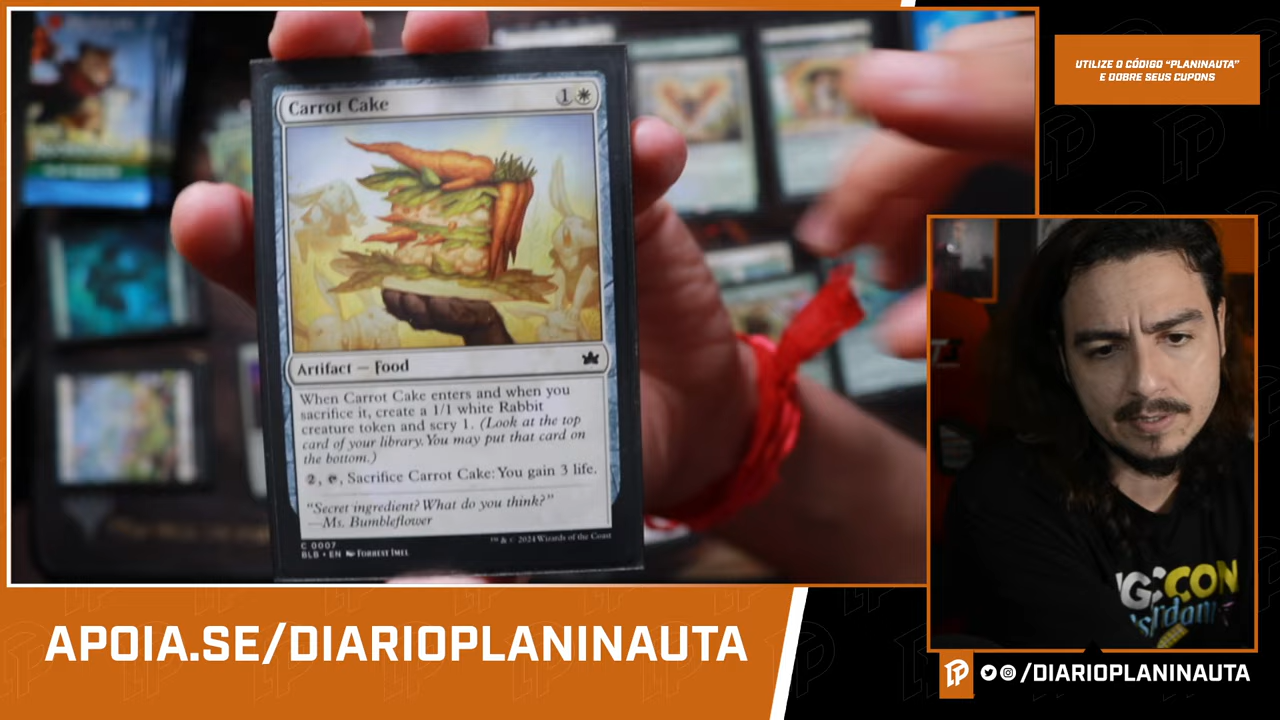 Carrot Cake 1
Artifact — Food
When Carrot Cake enters and when you
sacrifice it, create a 1/1 white Rabbit
creature token and scry 1. (Look at the top
card of your library. You may put that card on
the bottom.)
2, , Sacrifice Carrot Cake: You gain 3 life.
"Secret ingredient? What do you think?"
—Ms. Bumbleflower
C 0007
BLB • EN Forrest Imel
™ & © 2024 Wizards of the Coast
UTILIZE O CÓDIGO "PLANINAUTA"
E DOBRE SEUS CUPONS
CON
APOIA.SE/DIARIOPLANINAUTA
/DIARIOPLANINAUTA